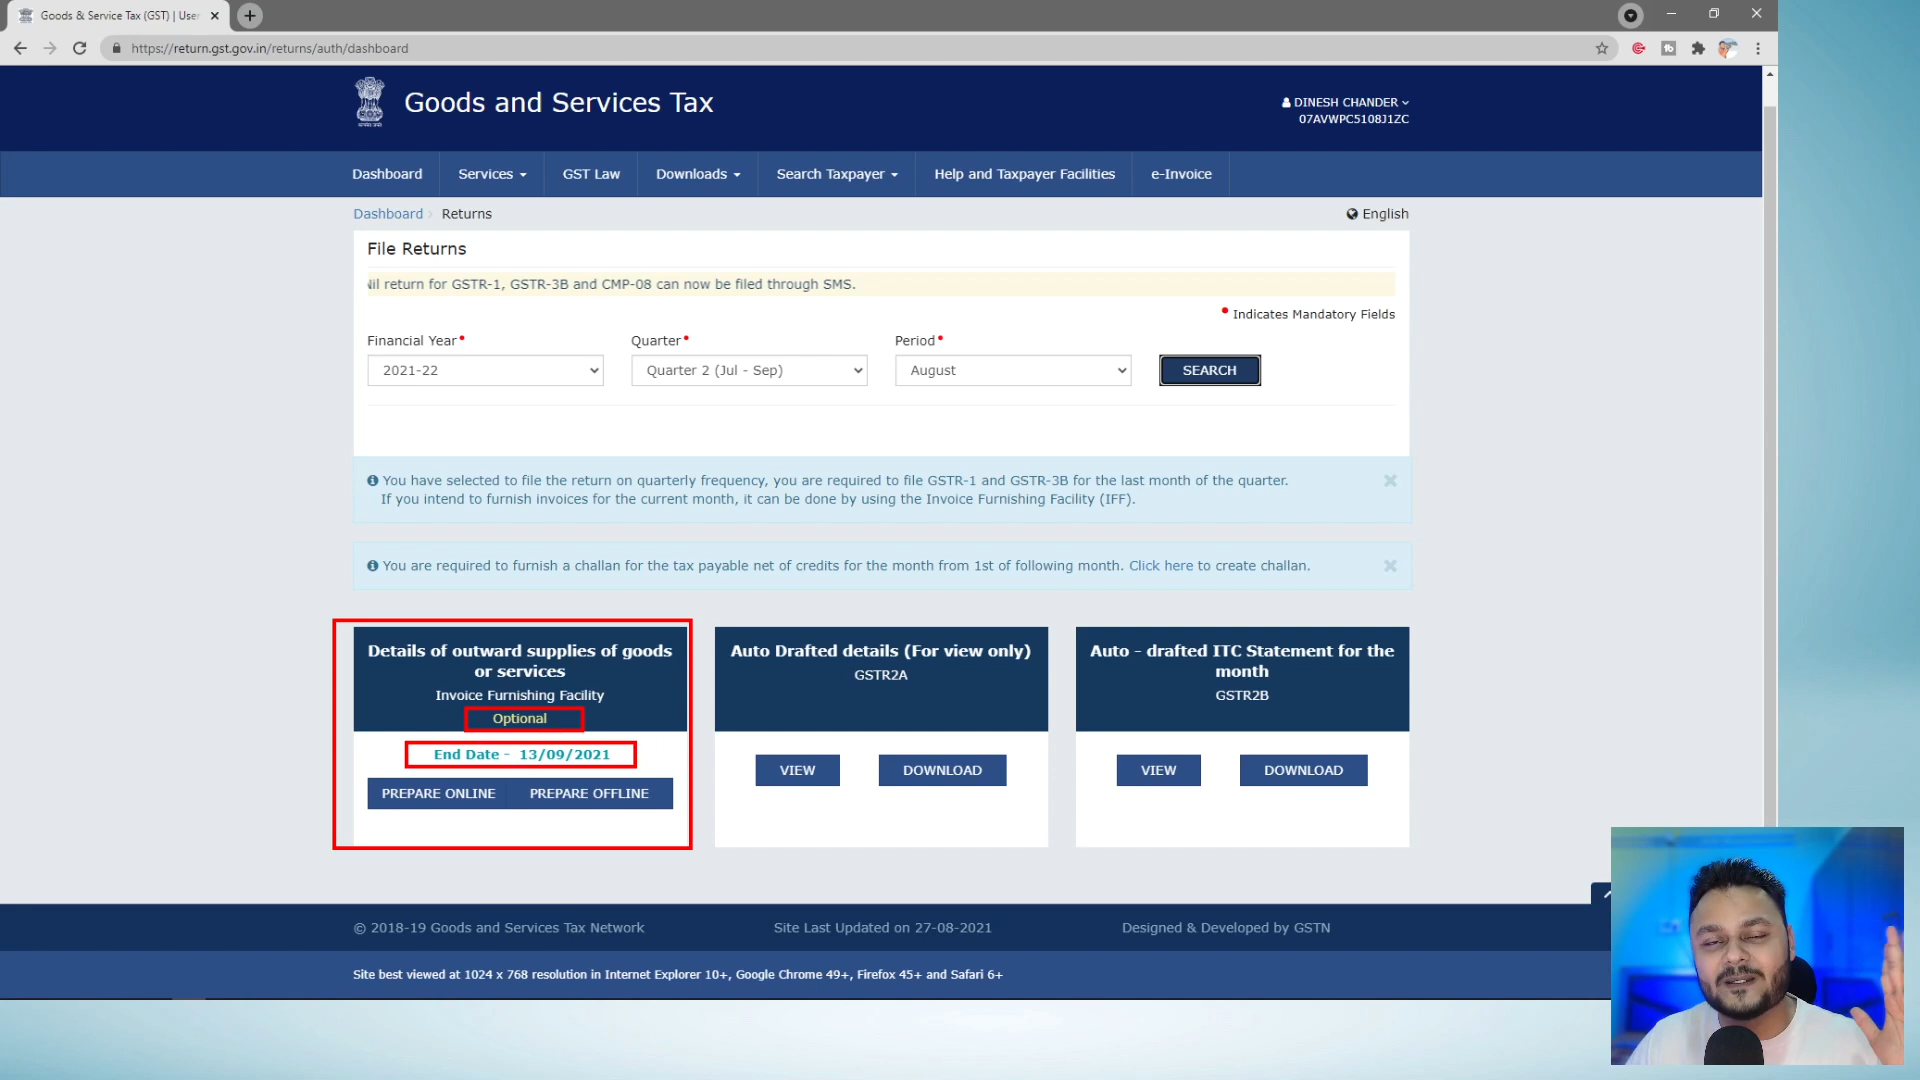 Goods & Service Tax (GST) | User
https://return.gst.gov.in/returns/auth/dashboard
Goods and Services Tax
DINESH CHANDER
07AVWPC5108J1ZC
Dashboard Services GST Law Downloads Search Taxpayer Help and Taxpayer Facilities e-Invoice
Dashboard Returns
English
File Returns
Nil return for GSTR-1, GSTR-3B and CMP-08 can now be filed through SMS.
• Indicates Mandatory Fields
Financial Year• Quarter• Period•
2021-22 Quarter 2 (Jul - Sep) August SEARCH
You have selected to file the return on quarterly frequency, you are required to file GSTR-1 and GSTR-3B for the last month of the quarter.
If you intend to furnish invoices for the current month, it can be done by using the Invoice Furnishing Facility (IFF).
You are required to furnish a challan for the tax payable net of credits for the month from 1st of following month. Click here to create challan.
Details of outward supplies of goods
or services
Invoice Furnishing Facility
Optional
End Date - 13/09/2021
PREPARE ONLINE PREPARE OFFLINE
Auto Drafted details (For view only)
GSTR2A
VIEW DOWNLOAD
Auto - drafted ITC Statement for the
month
GSTR2B
VIEW DOWNLOAD
© 2018-19 Goods and Services Tax Network Site Last Updated on 27-08-2021 Designed & Developed by GSTN
Site best viewed at 1024 x 768 resolution in Internet Explorer 10+, Google Chrome 49+, Firefox 45+ and Safari 6+